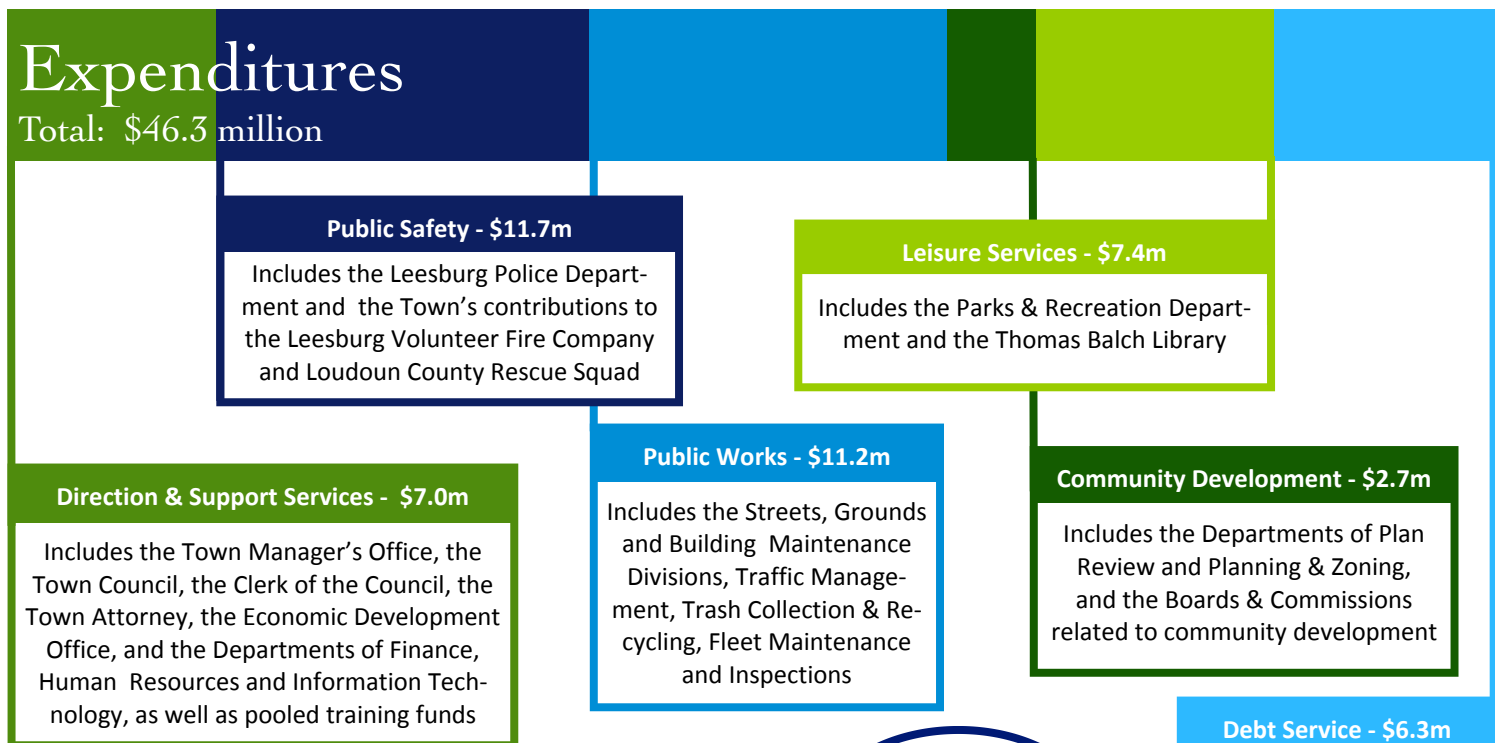 Expenditures
Total: $46.3 million
Public Safety - $11.7m
Includes the Leesburg Police Depart-
ment and the Town’s contributions to
the Leesburg Volunteer Fire Company
and Loudoun County Rescue Squad
Leisure Services - $7.4m
Includes the Parks & Recreation Depart-
ment and the Thomas Balch Library
Direction & Support Services - $7.0m
Includes the Town Manager’s Office, the
Town Council, the Clerk of the Council, the
Town Attorney, the Economic Development
Office, and the Departments of Finance,
Human Resources and Information Tech-
nology, as well as pooled training funds
Public Works - $11.2m
Includes the Streets, Grounds
and Building Maintenance
Divisions, Traffic Manage-
ment, Trash Collection & Re-
cycling, Fleet Maintenance
and Inspections
Community Development - $2.7m
Includes the Departments of Plan
Review and Planning & Zoning,
and the Boards & Commissions
related to community development
Debt Service - $6.3m